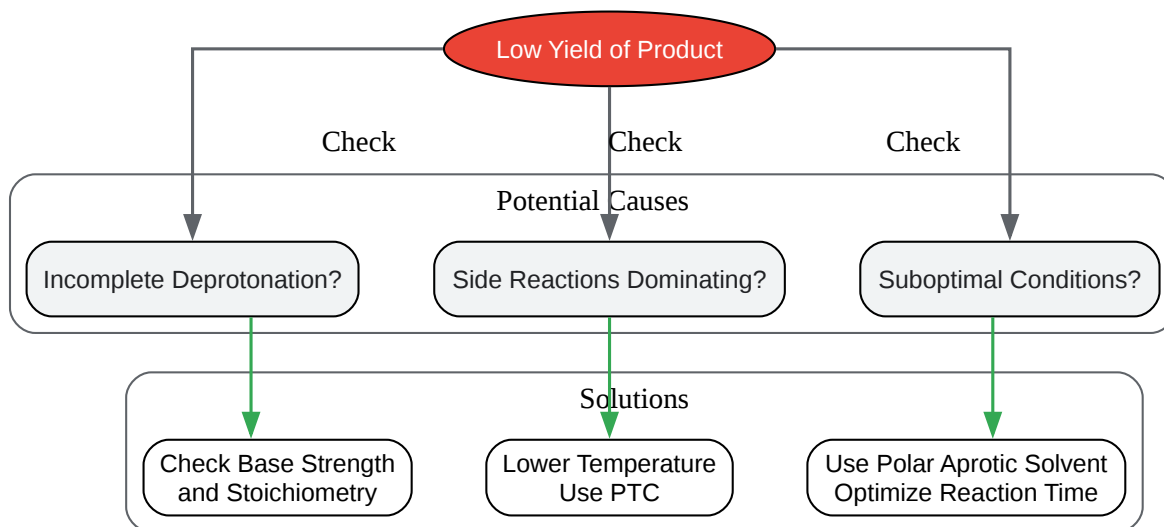 Low Yield of Product
Check
Check
Check
Potential Causes
Incomplete Deprotonation?
Side Reactions Dominating?
Suboptimal Conditions?
Solutions
Check Base Strength
and Stoichiometry
Lower Temperature
Use PTC
Use Polar Aprotic Solvent
Optimize Reaction Time